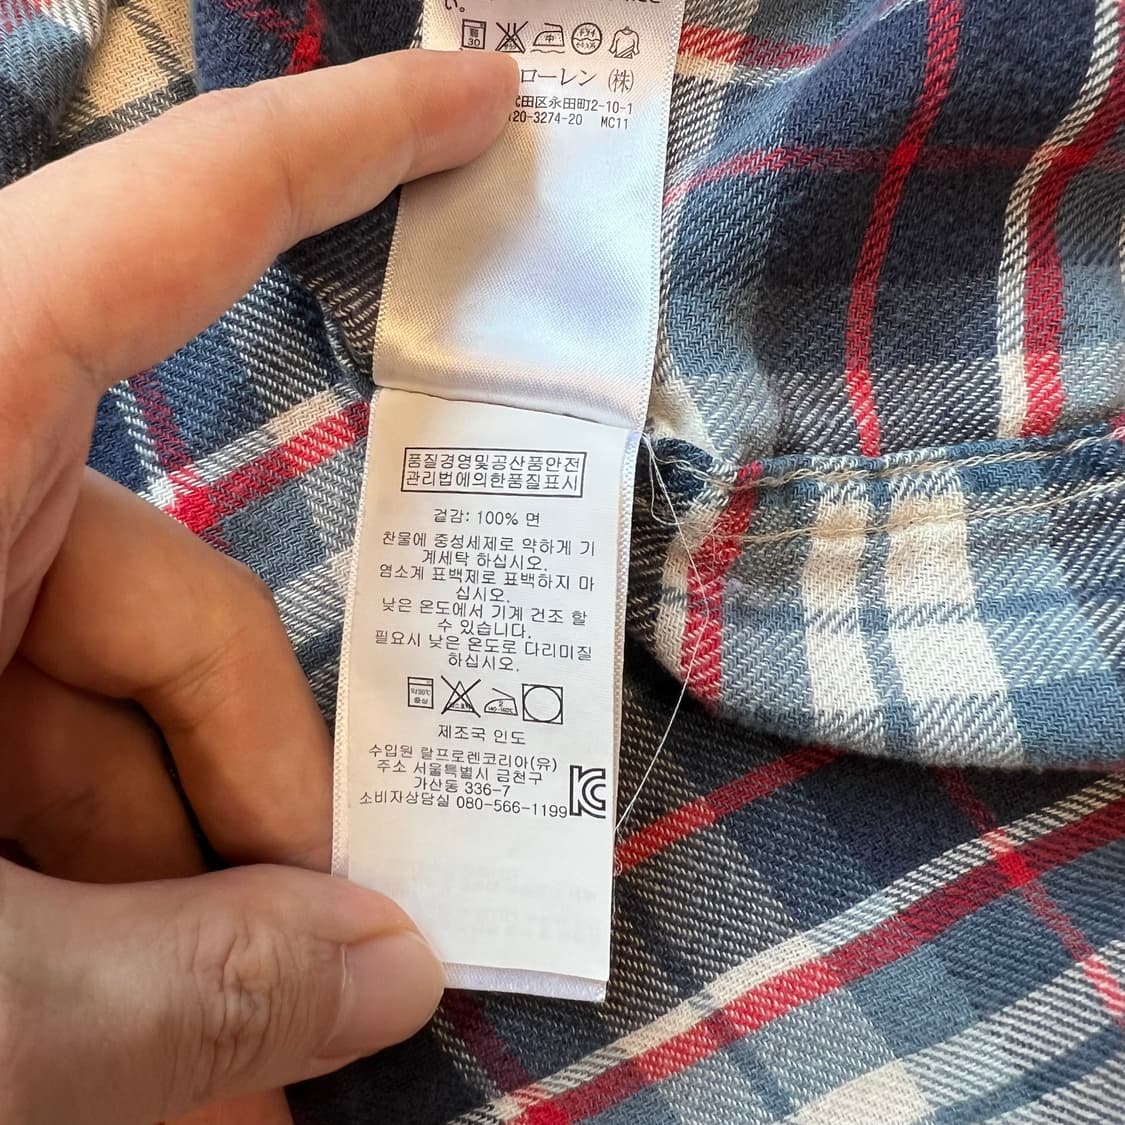 い。
30
中
ローレン (株)
田区永田町2-10-1
20-3274-20 MC11
품질경영및공산품안전
관리법에의한품질표시
겉감: 100% 면
찬물에 중성세제로 약하게 기
계세탁 하십시오.
염소계 표백제로 표백하지 마
십시오.
낮은 온도에서 기계 건조 할
수 있습니다.
필요시 낮은 온도로 다리미질
하십시오.
제조국 인도
수입원 랄프로렌코리아(유)
주소 서울특별시 금천구
가산동 336-7
소비자상담실 080-566-1199